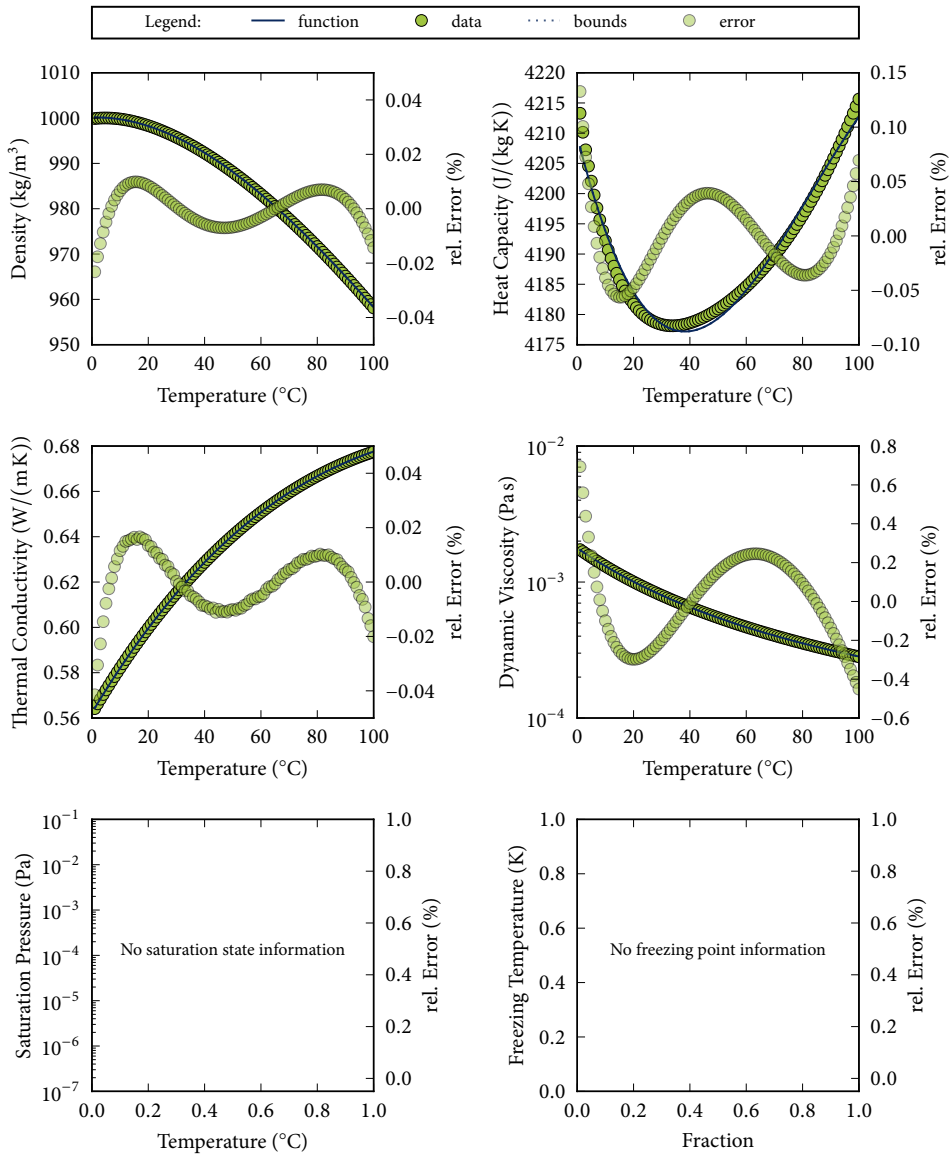 Legend: function data bounds error
1010
1000
990
980
970
960
950
Density (kg/m³)
0.04
0.02
0.00
−0.02
−0.04
rel. Error (%)
0 20 40 60 80 100
Temperature (°C)
4220
4215
4210
4205
4200
4195
4190
4185
4180
4175
Heat Capacity (J/(kg K))
0.15
0.10
0.05
0.00
−0.05
−0.10
rel. Error (%)
0 20 40 60 80 100
Temperature (°C)
0.68
0.66
0.64
0.62
0.60
0.58
0.56
Thermal Conductivity (W/(m K))
0.04
0.02
0.00
−0.02
−0.04
rel. Error (%)
0 20 40 60 80 100
Temperature (°C)
10⁻²
10⁻³
10⁻⁴
Dynamic Viscosity (Pa s)
0.8
0.6
0.4
0.2
0.0
−0.2
−0.4
−0.6
rel. Error (%)
0 20 40 60 80 100
Temperature (°C)
10⁻¹
10⁻²
10⁻³
10⁻⁴
10⁻⁵
10⁻⁶
10⁻⁷
Saturation Pressure (Pa)
No saturation state information
1.0
0.8
0.6
0.4
0.2
0.0
rel. Error (%)
0.0 0.2 0.4 0.6 0.8 1.0
Temperature (°C)
1.0
0.8
0.6
0.4
0.2
0.0
Freezing Temperature (K)
No freezing point information
1.0
0.8
0.6
0.4
0.2
0.0
rel. Error (%)
0.0 0.2 0.4 0.6 0.8 1.0
Fraction